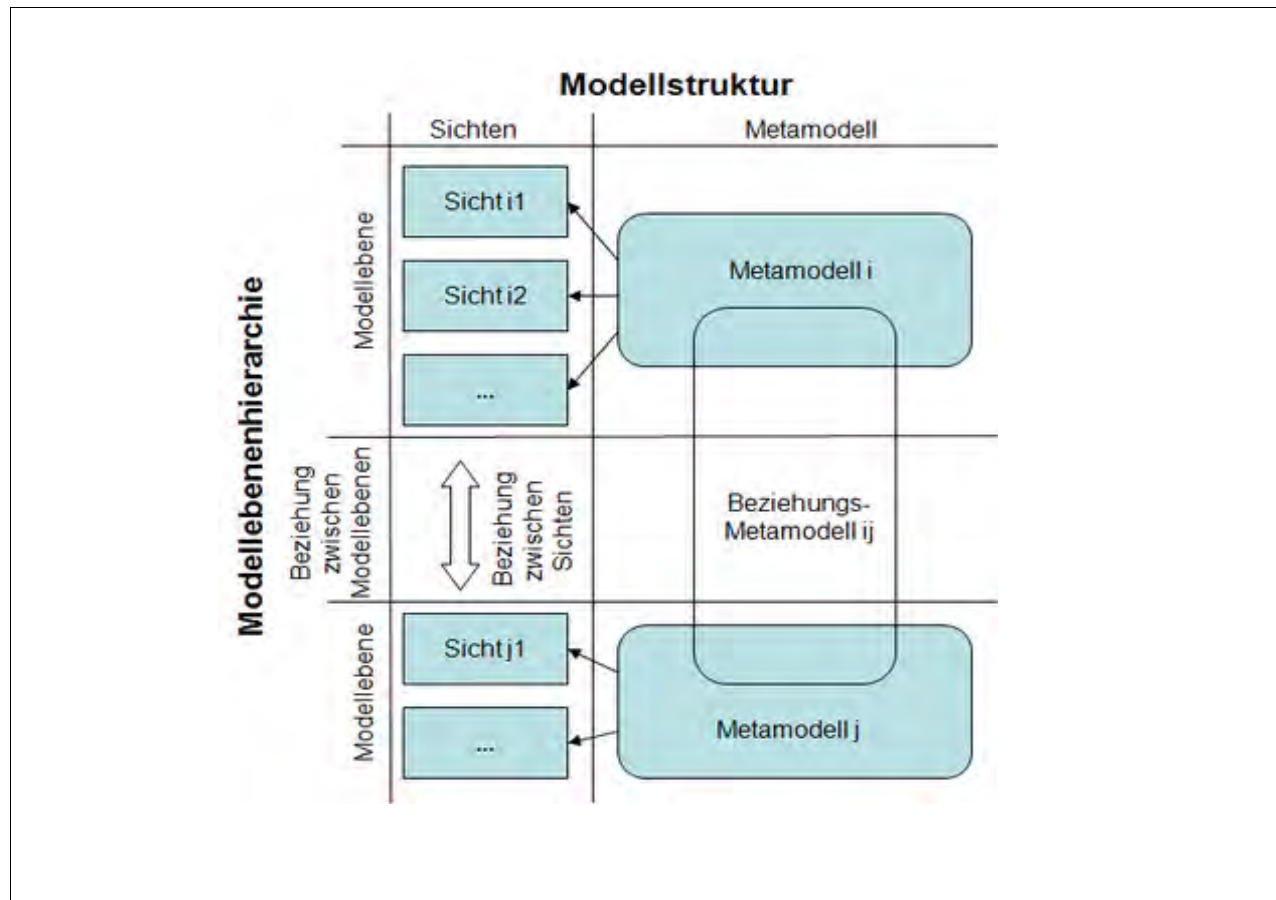 Modellstruktur
Sichten
Metamodell
Modellebenenhierarchie
Modellebene
Sicht i1
Sicht i2
...
Metamodell i
Beziehung
zwischen
Modellebenen
Beziehung
zwischen
Sichten
Beziehungs-
Metamodell ij
Modellebene
Sicht j1
...
Metamodell j